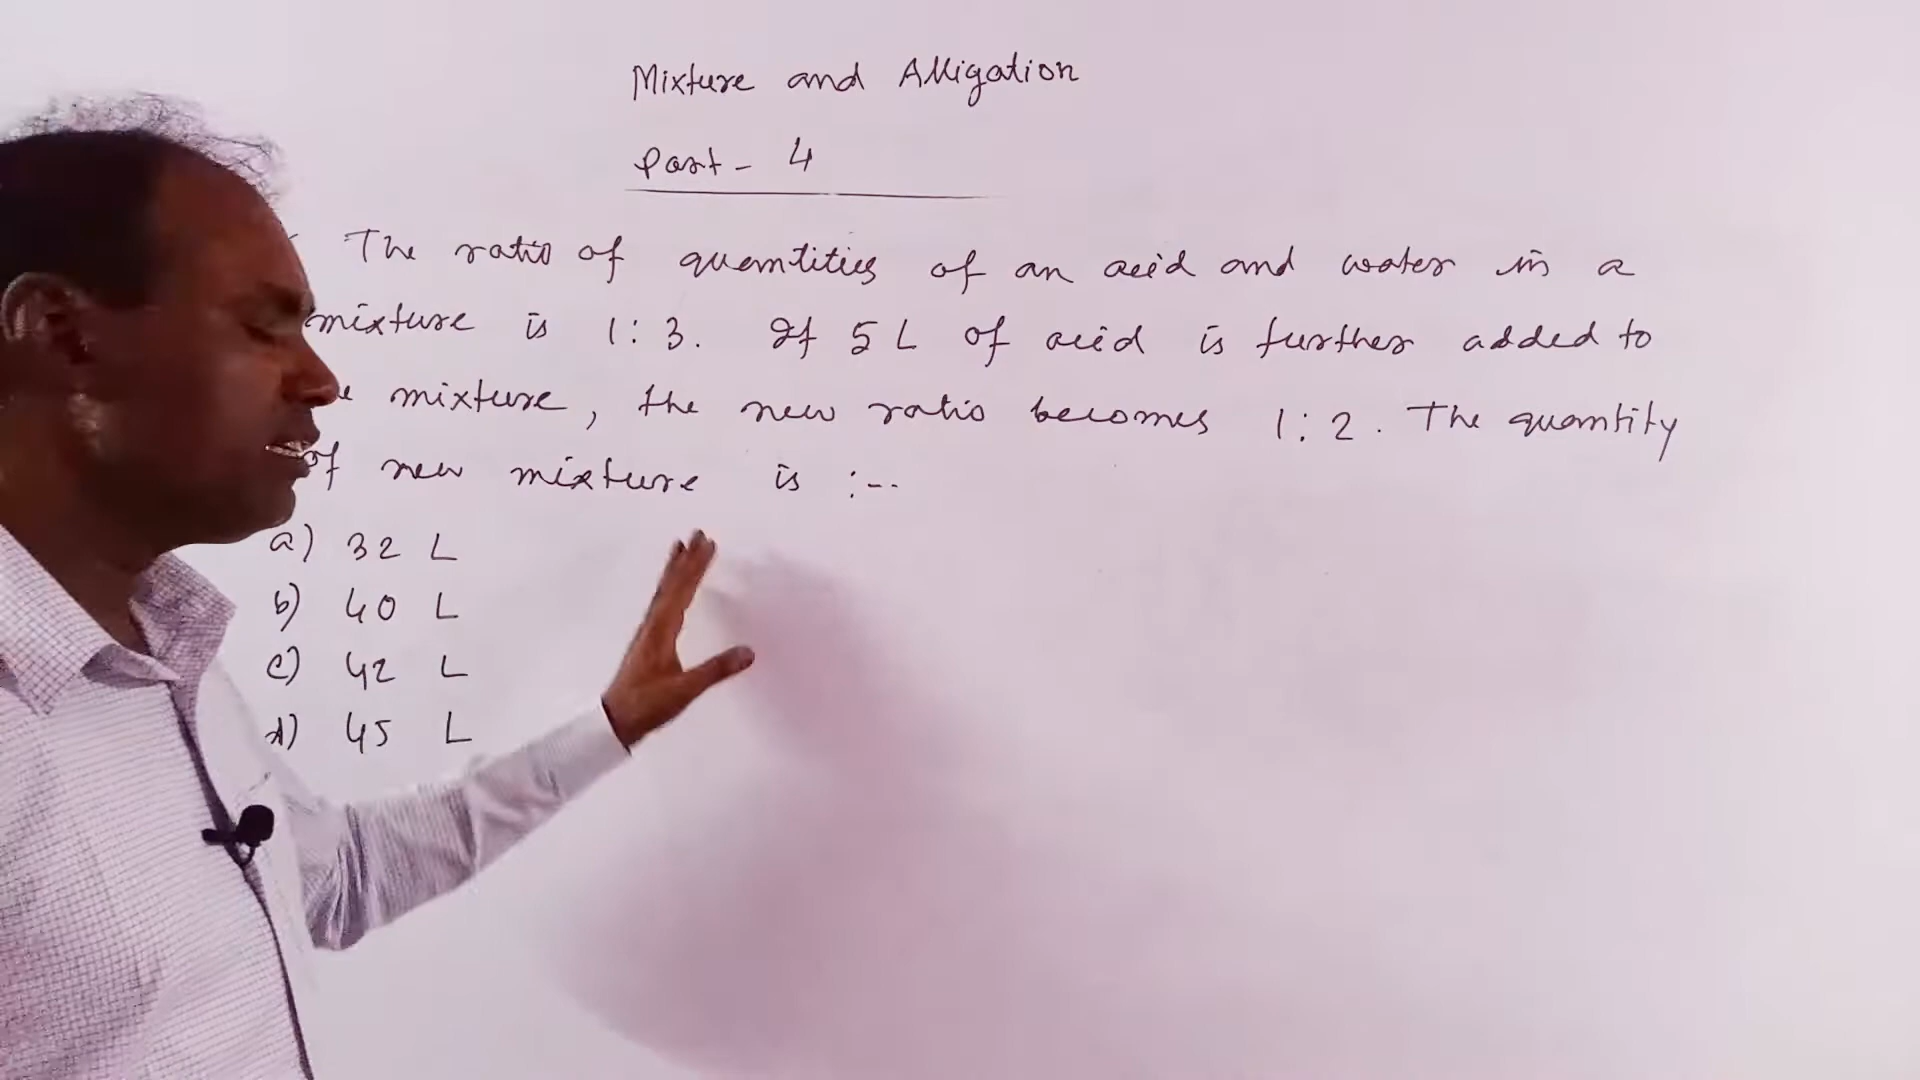 Mixture and Alligation
Part - 4
The ratio of quantities of an acid and water in a
mixture is 1 : 3. If 5 L of acid is further added to
mixture, the new ratio becomes 1 : 2. The quantity
of new mixture is :--
a) 32 L
b) 40 L
c) 42 L
d) 45 L